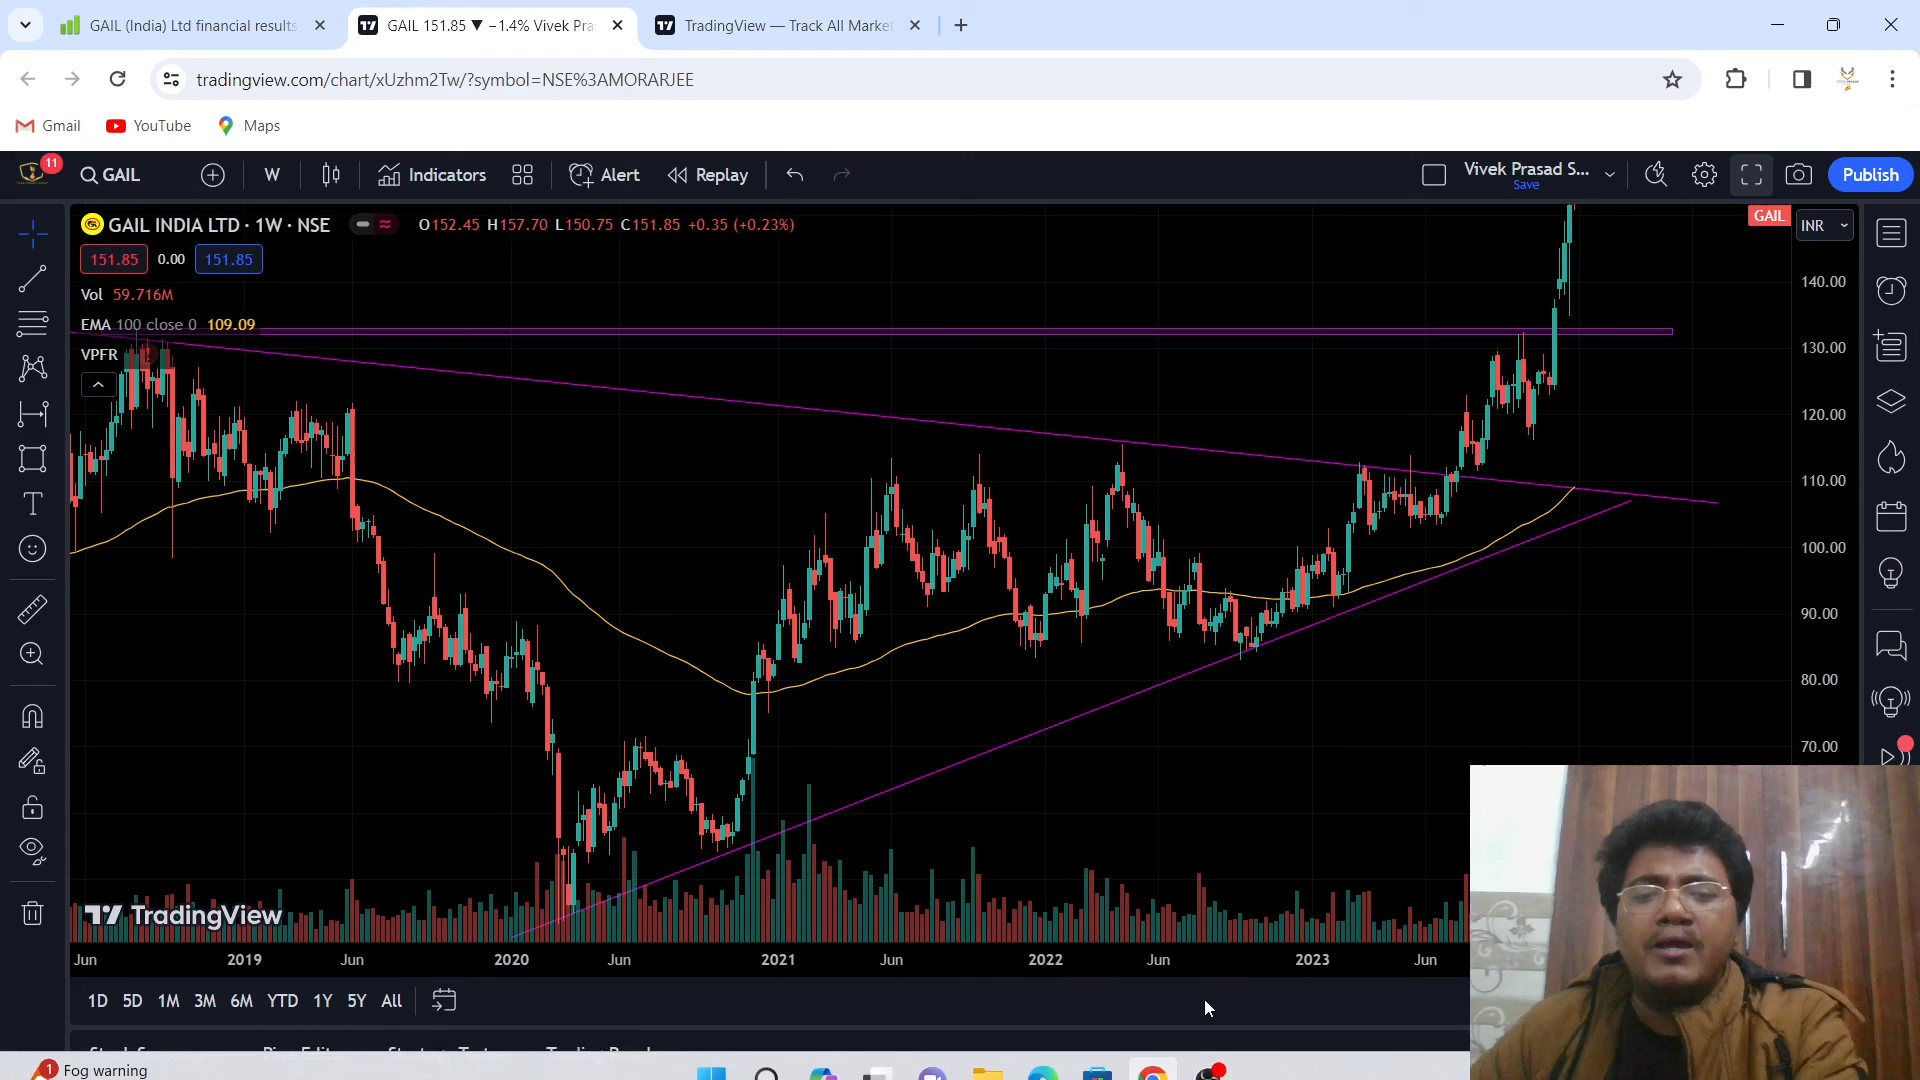 GAIL (India) Ltd financial results
GAIL 151.85 ▼ −1.4% Vivek Pra
TradingView — Track All Market
tradingview.com/chart/xUzhm2Tw/?symbol=NSE%3AMORARJEE
Gmail
YouTube
Maps
11
GAIL
W
Indicators
Alert
Replay
Vivek Prasad S...
Save
Publish
GAIL INDIA LTD · 1W · NSE
O152.45 H157.70 L150.75 C151.85 +0.35 (+0.23%)
GAIL
INR
151.85
0.00
151.85
Vol 59.716M
EMA 100 close 0 109.09
VPFR
140.00
130.00
120.00
110.00
100.00
90.00
80.00
70.00
TradingView
Jun 2019 Jun 2020 Jun 2021 Jun 2022 Jun 2023 Jun
1D 5D 1M 3M 6M YTD 1Y 5Y All
1
Fog warning